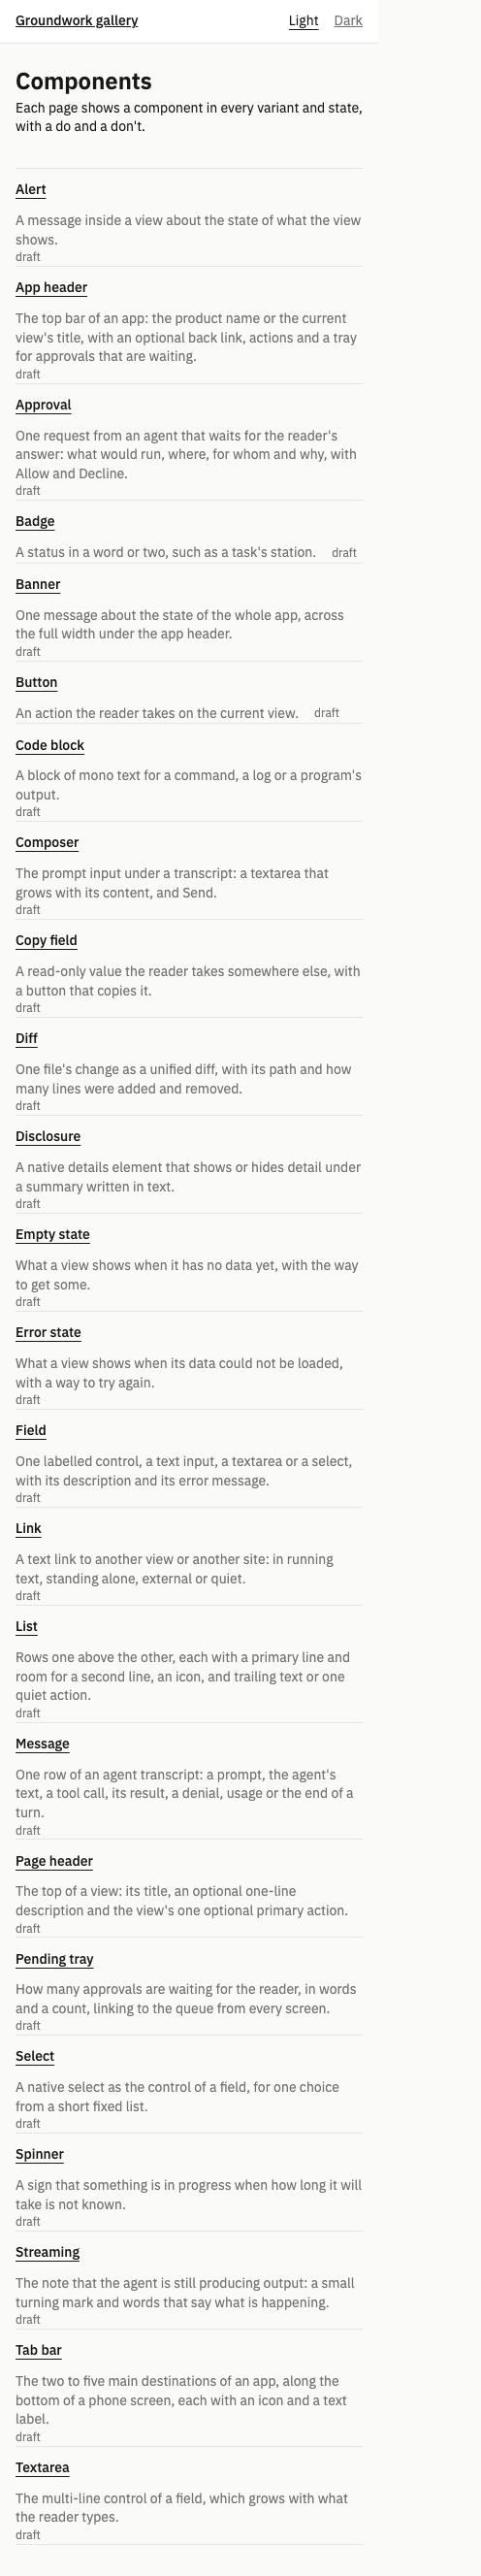 Groundwork gallery Light Dark
Components
Each page shows a component in every variant and state,
with a do and a don't.
Alert
A message inside a view about the state of what the view
shows.
draft
App header
The top bar of an app: the product name or the current
view's title, with an optional back link, actions and a tray
for approvals that are waiting.
draft
Approval
One request from an agent that waits for the reader's
answer: what would run, where, for whom and why, with
Allow and Decline.
draft
Badge
A status in a word or two, such as a task's station. draft
Banner
One message about the state of the whole app, across
the full width under the app header.
draft
Button
An action the reader takes on the current view. draft
Code block
A block of mono text for a command, a log or a program's
output.
draft
Composer
The prompt input under a transcript: a textarea that
grows with its content, and Send.
draft
Copy field
A read-only value the reader takes somewhere else, with
a button that copies it.
draft
Diff
One file's change as a unified diff, with its path and how
many lines were added and removed.
draft
Disclosure
A native details element that shows or hides detail under
a summary written in text.
draft
Empty state
What a view shows when it has no data yet, with the way
to get some.
draft
Error state
What a view shows when its data could not be loaded,
with a way to try again.
draft
Field
One labelled control, a text input, a textarea or a select,
with its description and its error message.
draft
Link
A text link to another view or another site: in running
text, standing alone, external or quiet.
draft
List
Rows one above the other, each with a primary line and
room for a second line, an icon, and trailing text or one
quiet action.
draft
Message
One row of an agent transcript: a prompt, the agent's
text, a tool call, its result, a denial, usage or the end of a
turn.
draft
Page header
The top of a view: its title, an optional one-line
description and the view's one optional primary action.
draft
Pending tray
How many approvals are waiting for the reader, in words
and a count, linking to the queue from every screen.
draft
Select
A native select as the control of a field, for one choice
from a short fixed list.
draft
Spinner
A sign that something is in progress when how long it will
take is not known.
draft
Streaming
The note that the agent is still producing output: a small
turning mark and words that say what is happening.
draft
Tab bar
The two to five main destinations of an app, along the
bottom of a phone screen, each with an icon and a text
label.
draft
Textarea
The multi-line control of a field, which grows with what
the reader types.
draft